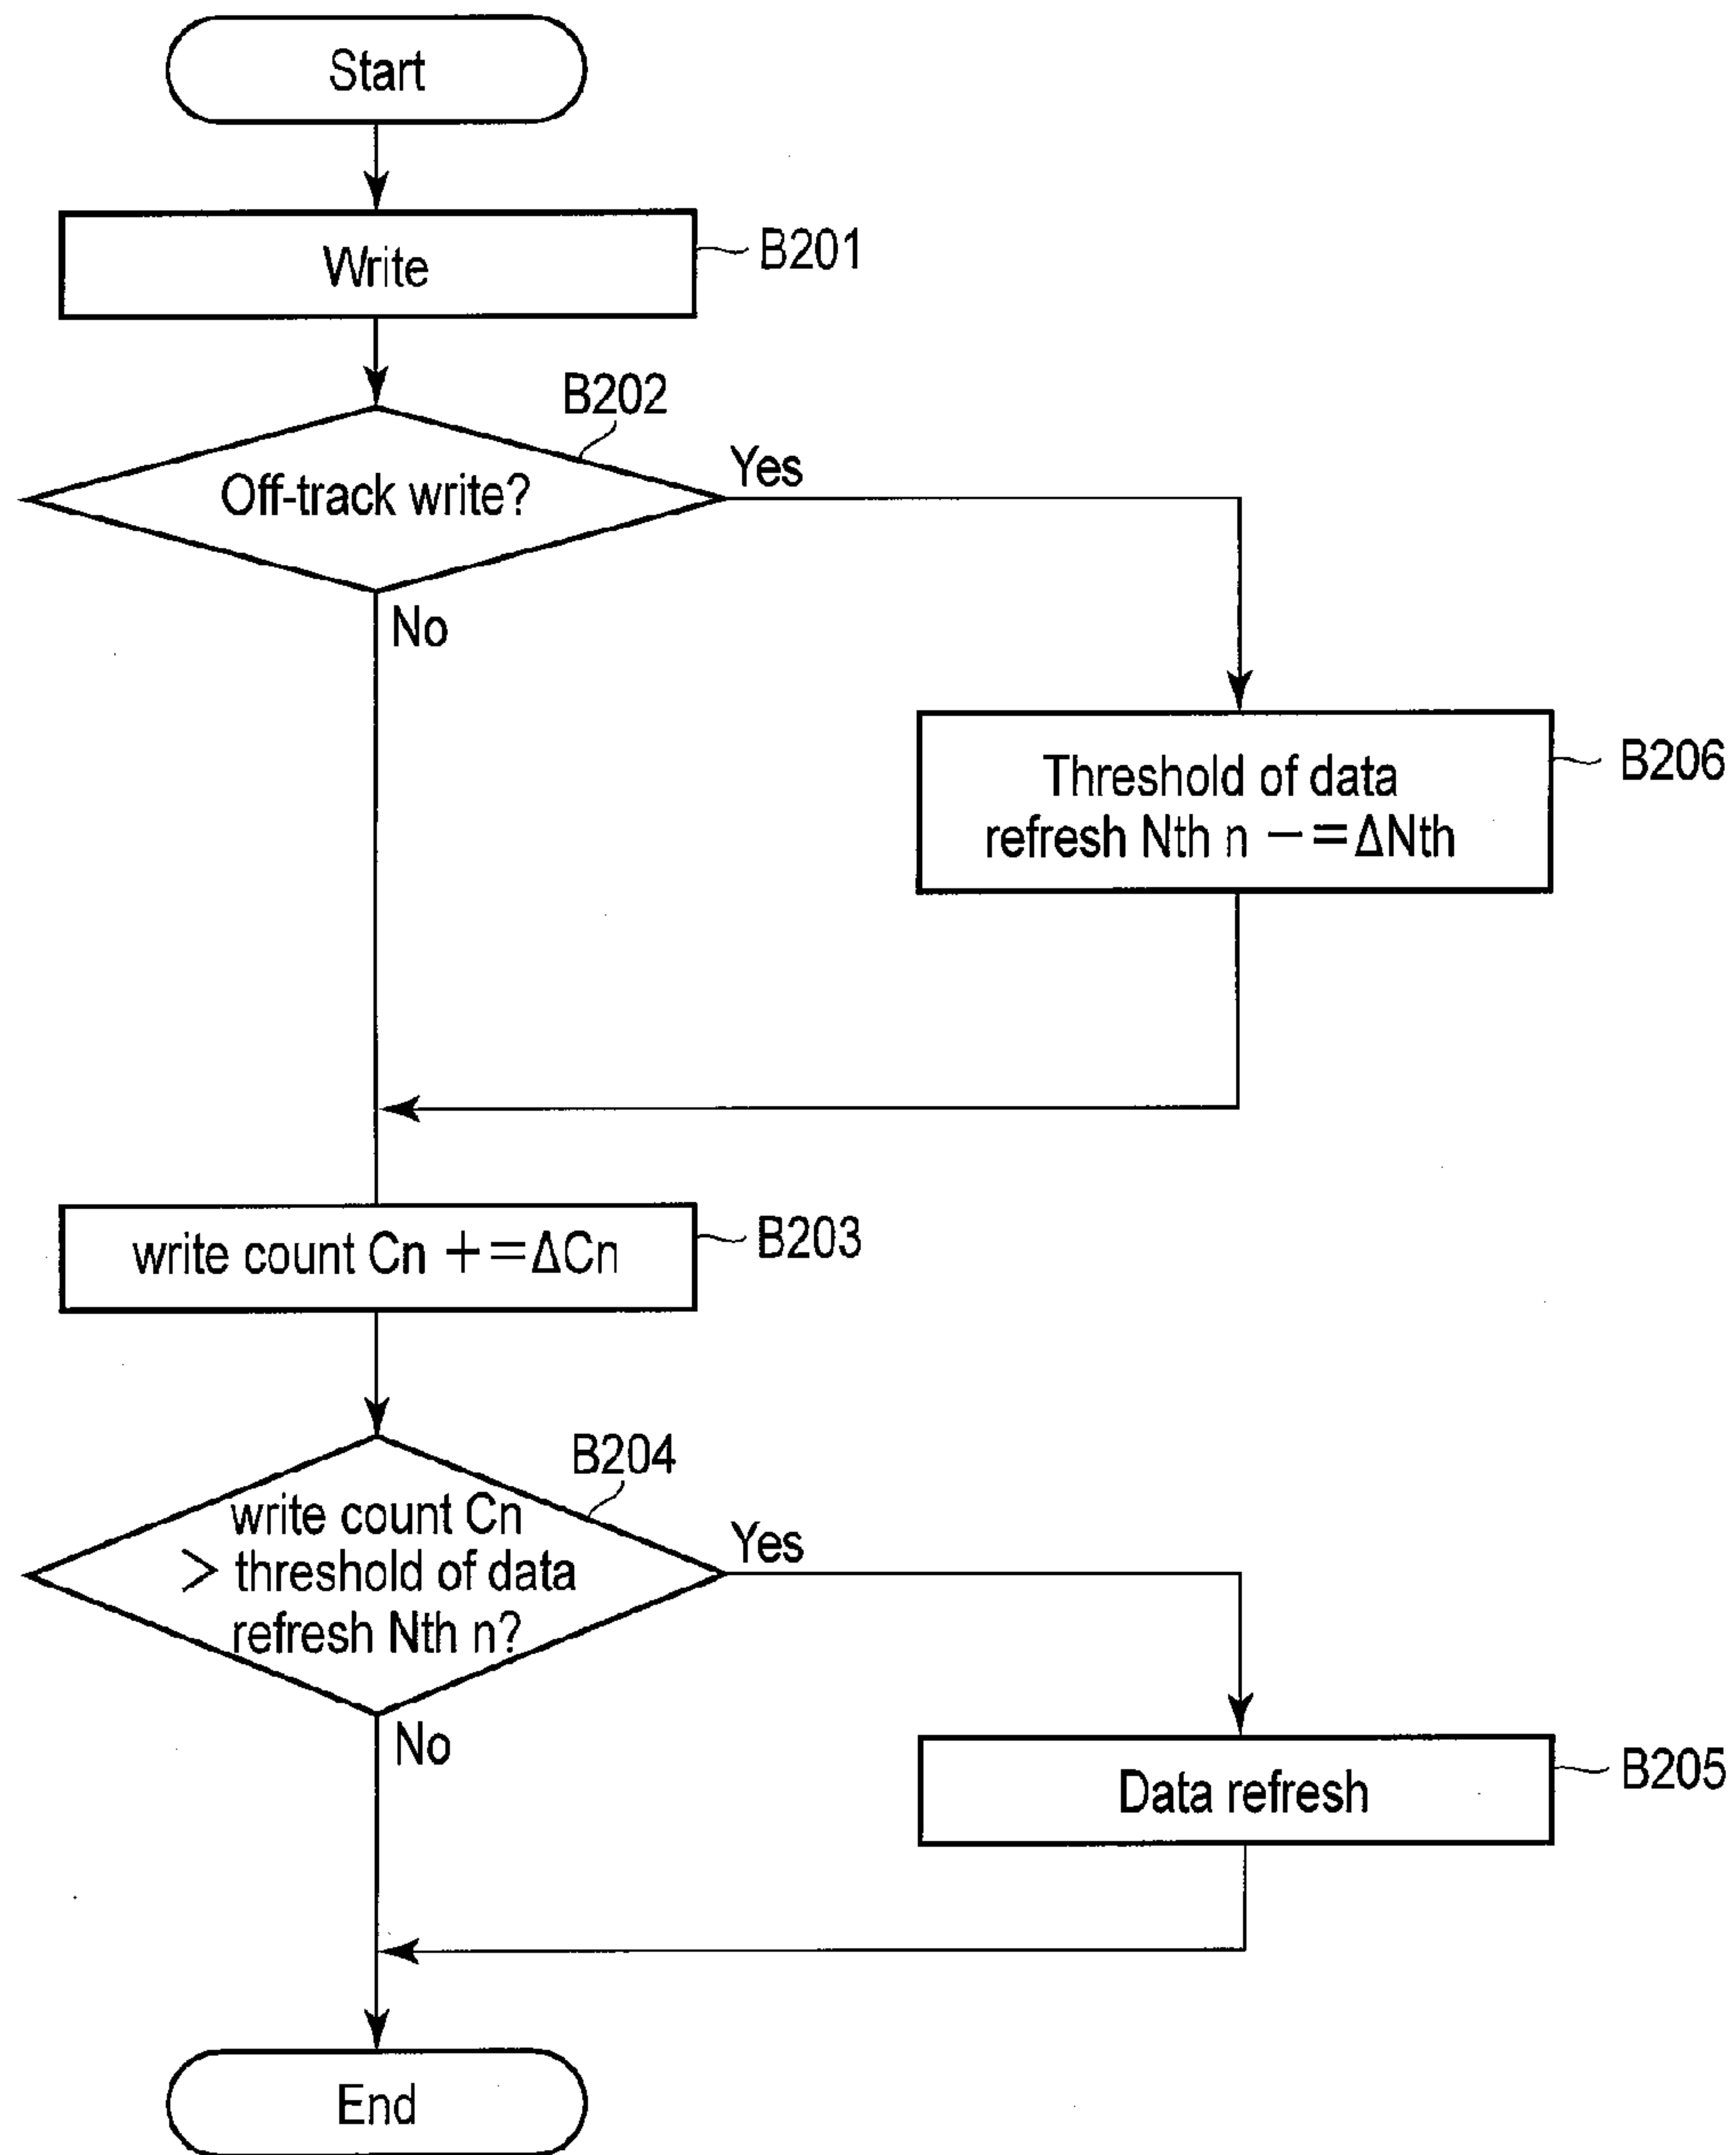 Start
Write
B201
B202
Off-track write?
Yes
No
Threshold of data
refresh Nth n −=ΔNth
B206
write count Cn +=ΔCn
B203
B204
write count Cn
> threshold of data
refresh Nth n?
Yes
No
Data refresh
B205
End